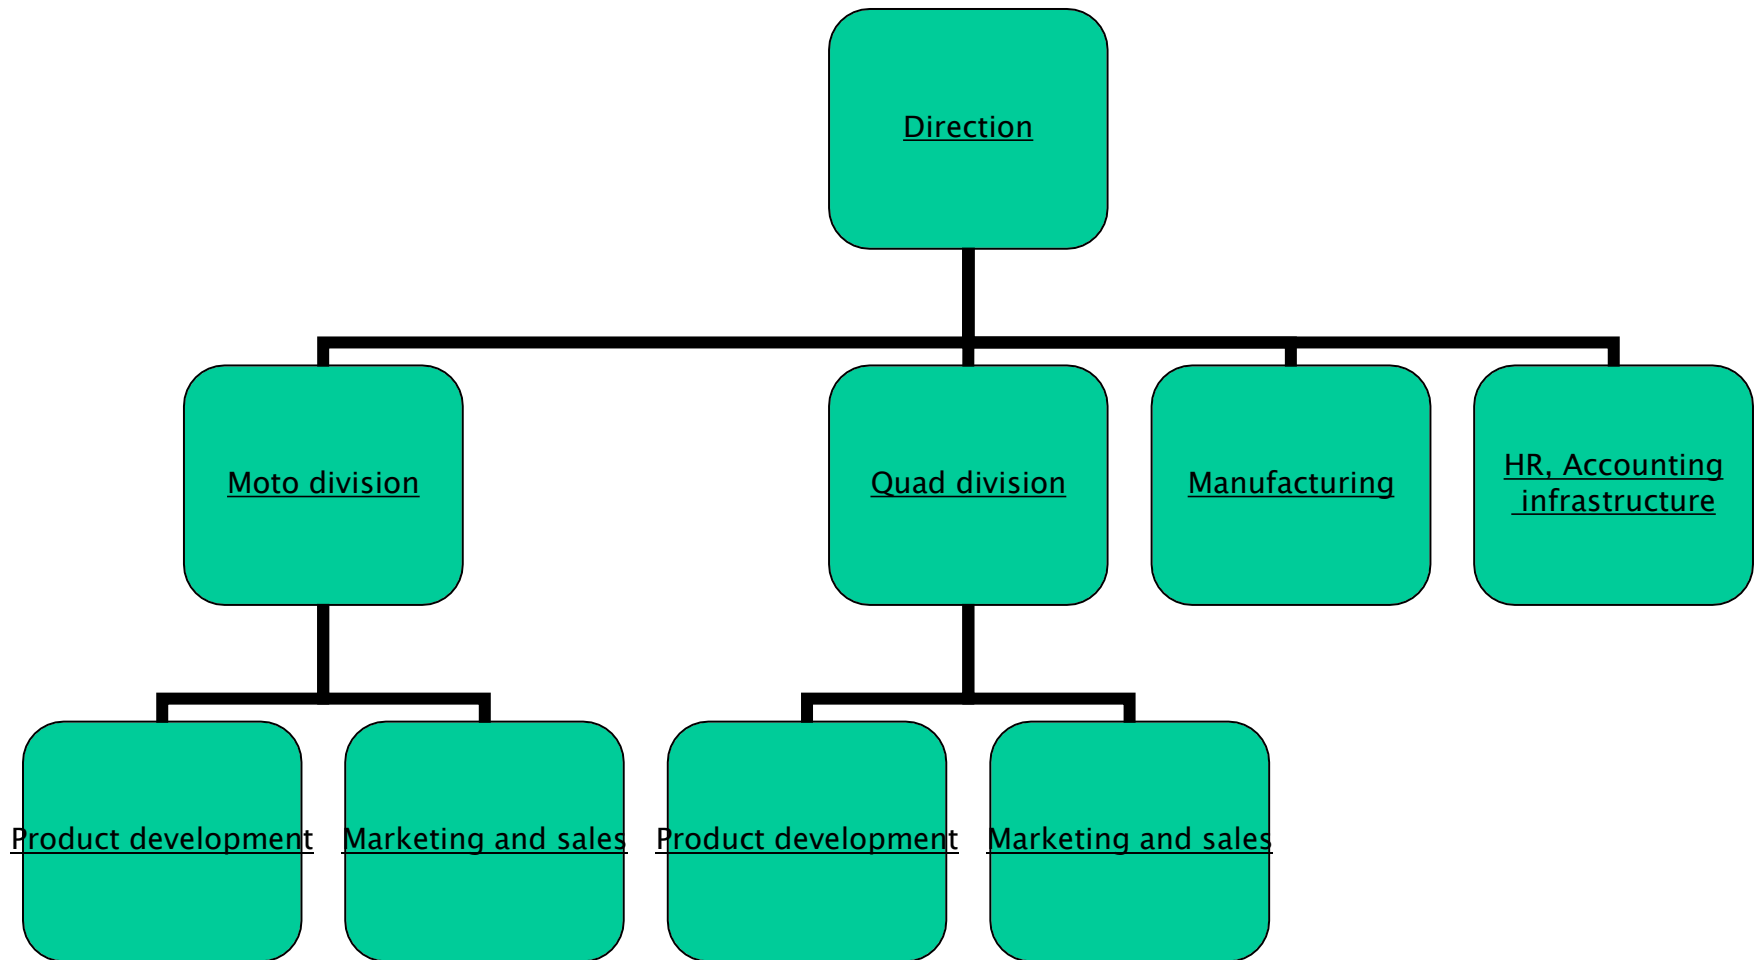 Direction
Moto division
Quad division
Manufacturing
HR, Accounting
infrastructure
Product development
Marketing and sales
Product development
Marketing and sales